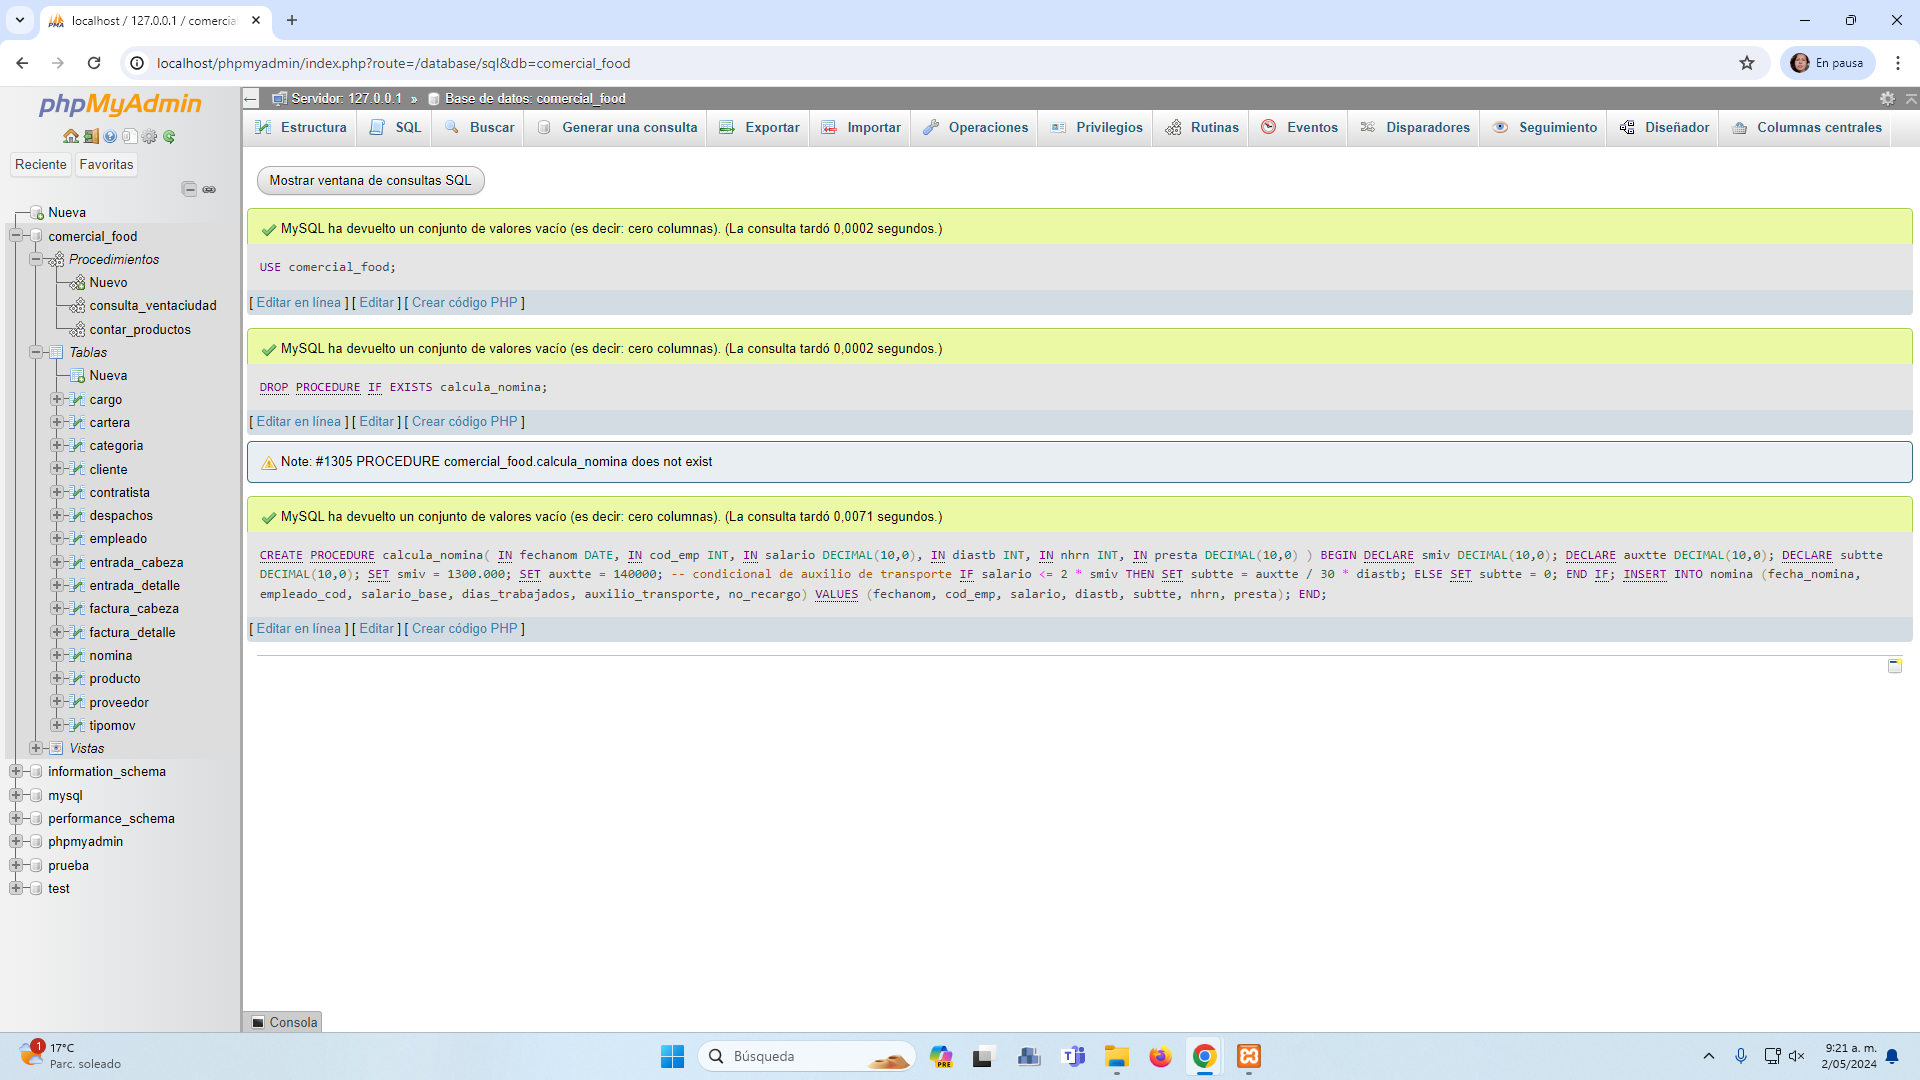 localhost / 127.0.0.1 / comercia
localhost/phpmyadmin/index.php?route=/database/sql&db=comercial_food
En pausa
phpMyAdmin
Reciente
Favoritas
Nueva
comercial_food
Procedimientos
Nuevo
consulta_ventaciudad
contar_productos
Tablas
Nueva
cargo
cartera
categoria
cliente
contratista
despachos
empleado
entrada_cabeza
entrada_detalle
factura_cabeza
factura_detalle
nomina
producto
proveedor
tipomov
Vistas
information_schema
mysql
performance_schema
phpmyadmin
prueba
test
Servidor: 127.0.0.1 » Base de datos: comercial_food
Estructura SQL Buscar Generar una consulta Exportar Importar Operaciones Privilegios Rutinas Eventos Disparadores Seguimiento Diseñador Columnas centrales
Mostrar ventana de consultas SQL
MySQL ha devuelto un conjunto de valores vacío (es decir: cero columnas). (La consulta tardó 0,0002 segundos.)
USE comercial_food;
[ Editar en línea ] [ Editar ] [ Crear código PHP ]
MySQL ha devuelto un conjunto de valores vacío (es decir: cero columnas). (La consulta tardó 0,0002 segundos.)
DROP PROCEDURE IF EXISTS calcula_nomina;
[ Editar en línea ] [ Editar ] [ Crear código PHP ]
Note: #1305 PROCEDURE comercial_food.calcula_nomina does not exist
MySQL ha devuelto un conjunto de valores vacío (es decir: cero columnas). (La consulta tardó 0,0071 segundos.)
CREATE PROCEDURE calcula_nomina( IN fechanom DATE, IN cod_emp INT, IN salario DECIMAL(10,0), IN diastb INT, IN nhrn INT, IN presta DECIMAL(10,0) ) BEGIN DECLARE smiv DECIMAL(10,0); DECLARE auxtte DECIMAL(10,0); DECLARE subtte
DECIMAL(10,0); SET smiv = 1300.000; SET auxtte = 140000; -- condicional de auxilio de transporte IF salario <= 2 * smiv THEN SET subtte = auxtte / 30 * diastb; ELSE SET subtte = 0; END IF; INSERT INTO nomina (fecha_nomina,
empleado_cod, salario_base, dias_trabajados, auxilio_transporte, no_recargo) VALUES (fechanom, cod_emp, salario, diastb, subtte, nhrn, presta); END;
[ Editar en línea ] [ Editar ] [ Crear código PHP ]
Consola
1
17°C
Parc. soleado
Búsqueda
PRE
9:21 a. m.
2/05/2024